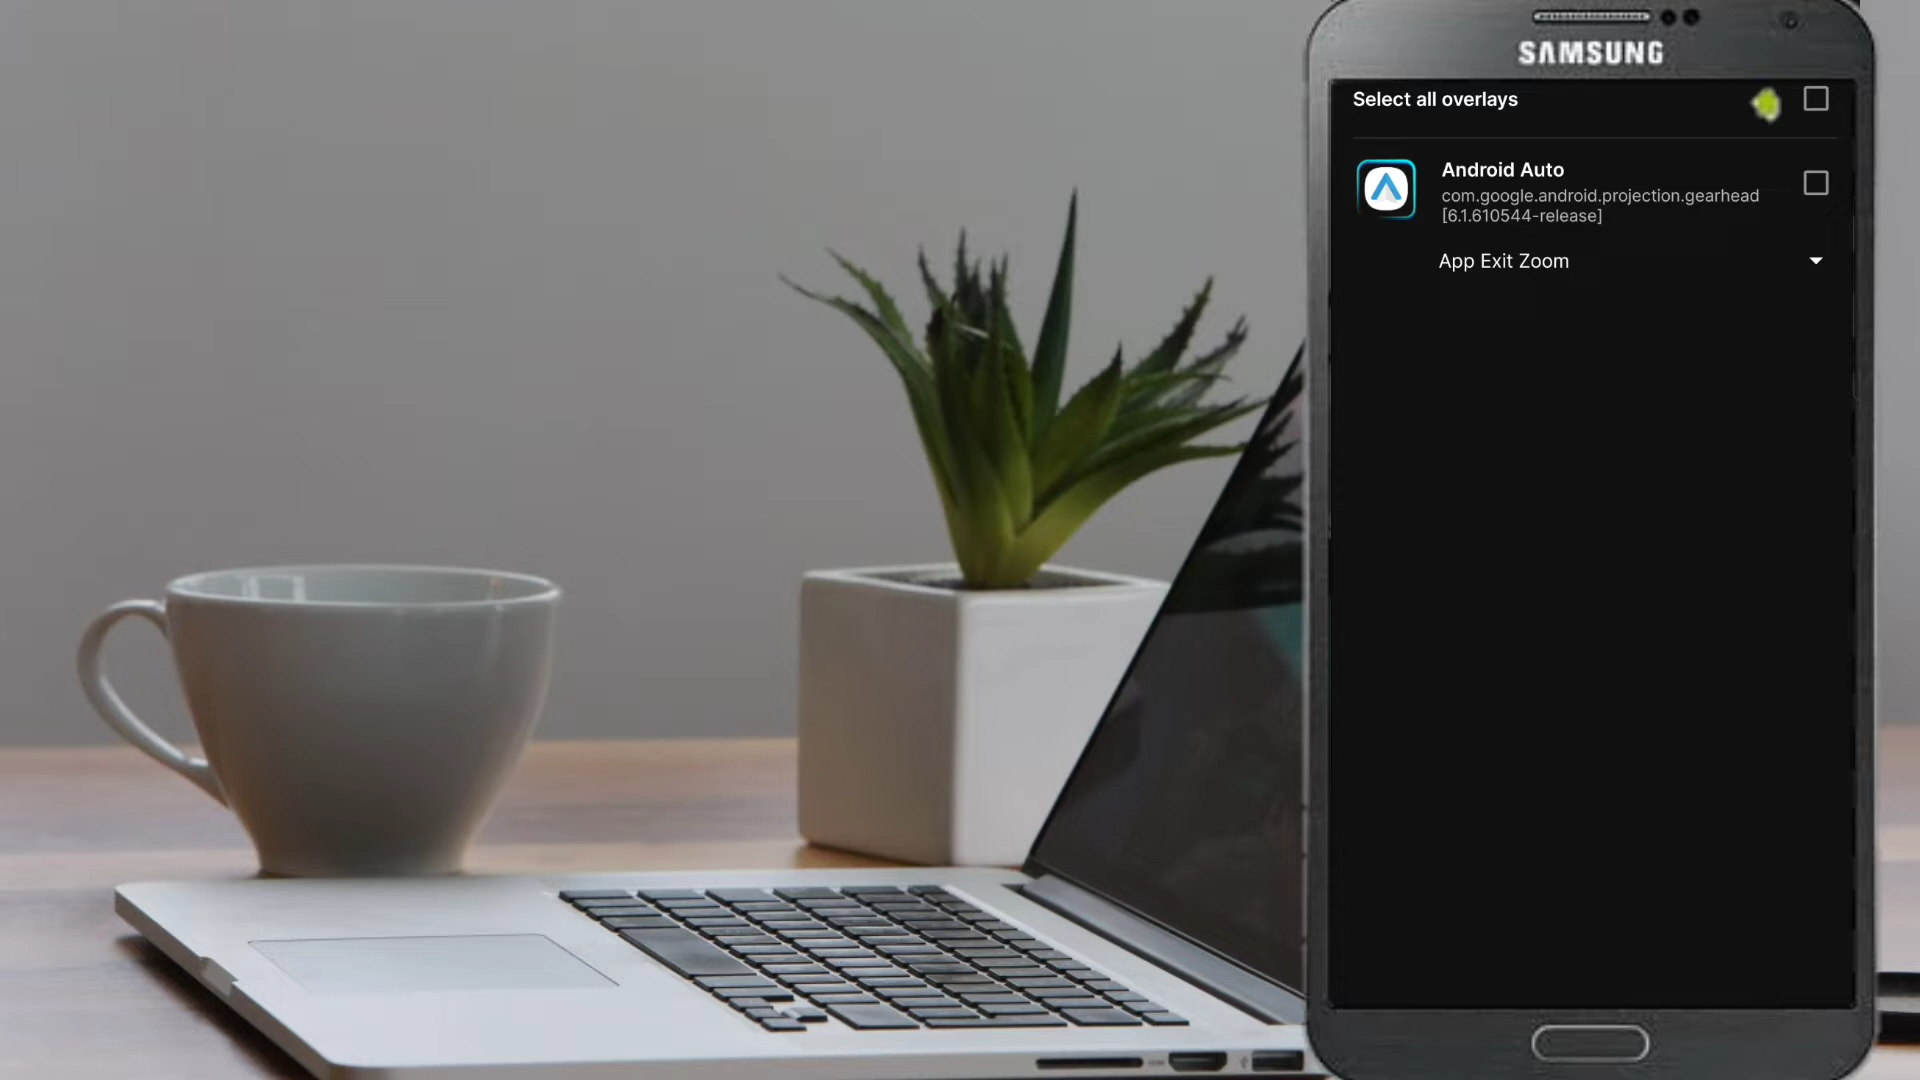 SAMSUNG
Select all overlays
Android Auto
com.google.android.projection.gearhead
[6.1.610544-release]
App Exit Zoom